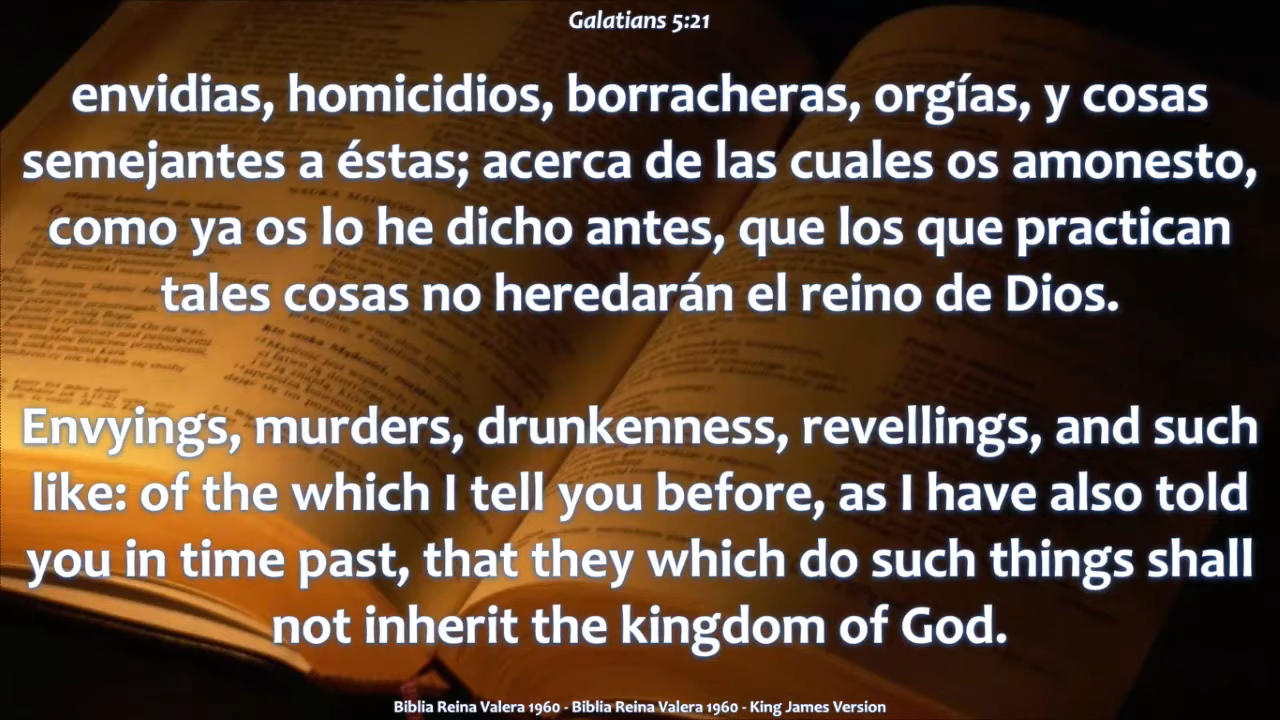 Galatians 5:21
envidias, homicidios, borracheras, orgías, y cosas
semejantes a éstas; acerca de las cuales os amonesto,
como ya os lo he dicho antes, que los que practican
tales cosas no heredarán el reino de Dios.
Envyings, murders, drunkenness, revellings, and such
like: of the which I tell you before, as I have also told
you in time past, that they which do such things shall
not inherit the kingdom of God.
Biblia Reina Valera 1960 - Biblia Reina Valera 1960 - King James Version